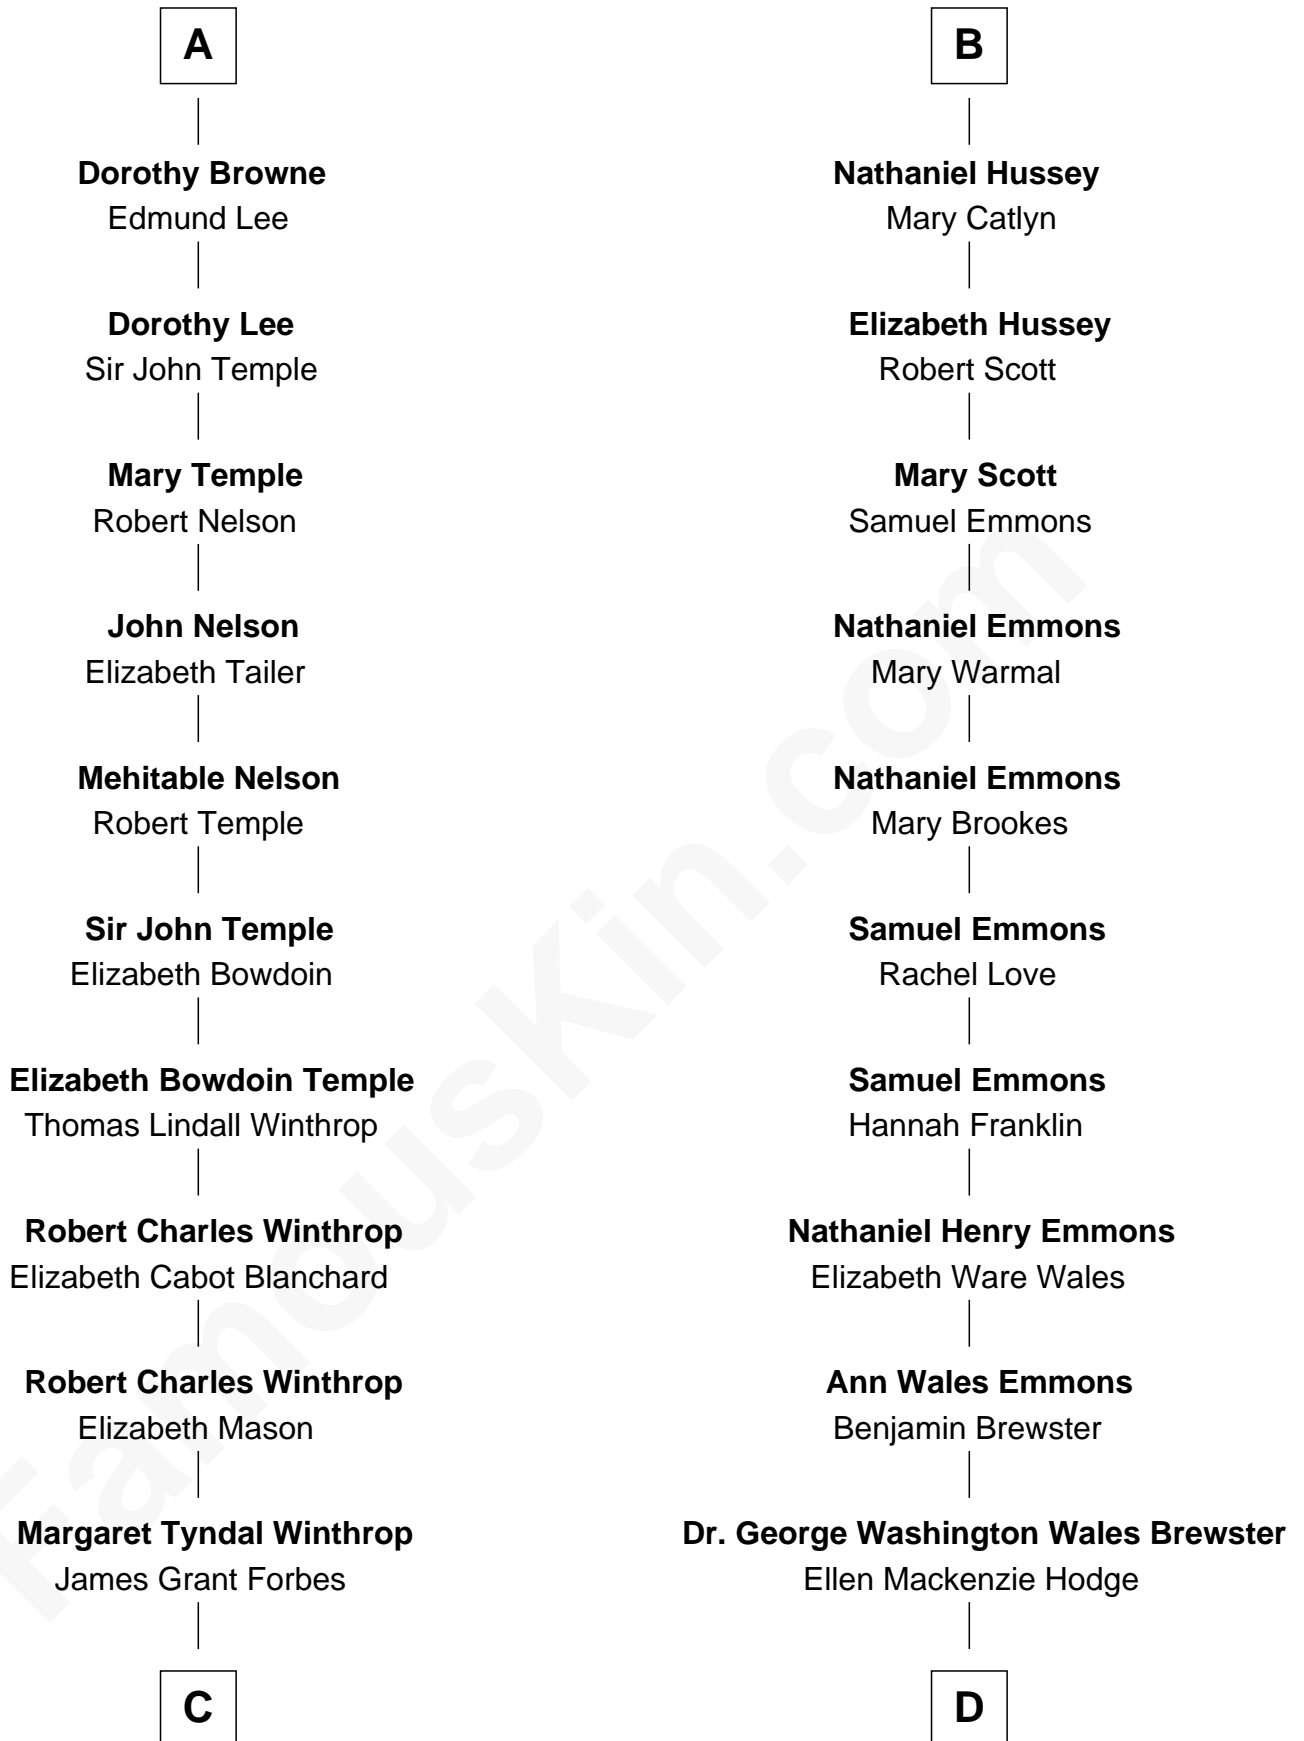 A
Dorothy Browne
Edmund Lee
Dorothy Lee
Sir John Temple
Mary Temple
Robert Nelson
John Nelson
Elizabeth Tailer
Mehitable Nelson
Robert Temple
Sir John Temple
Elizabeth Bowdoin
Elizabeth Bowdoin Temple
Thomas Lindall Winthrop
Robert Charles Winthrop
Elizabeth Cabot Blanchard
Robert Charles Winthrop
Elizabeth Mason
Margaret Tyndal Winthrop
James Grant Forbes
C
B
Nathaniel Hussey
Mary Catlyn
Elizabeth Hussey
Robert Scott
Mary Scott
Samuel Emmons
Nathaniel Emmons
Mary Warmal
Nathaniel Emmons
Mary Brookes
Samuel Emmons
Rachel Love
Samuel Emmons
Hannah Franklin
Nathaniel Henry Emmons
Elizabeth Ware Wales
Ann Wales Emmons
Benjamin Brewster
Dr. George Washington Wales Brewster
Ellen Mackenzie Hodge
D
FamousKin.com